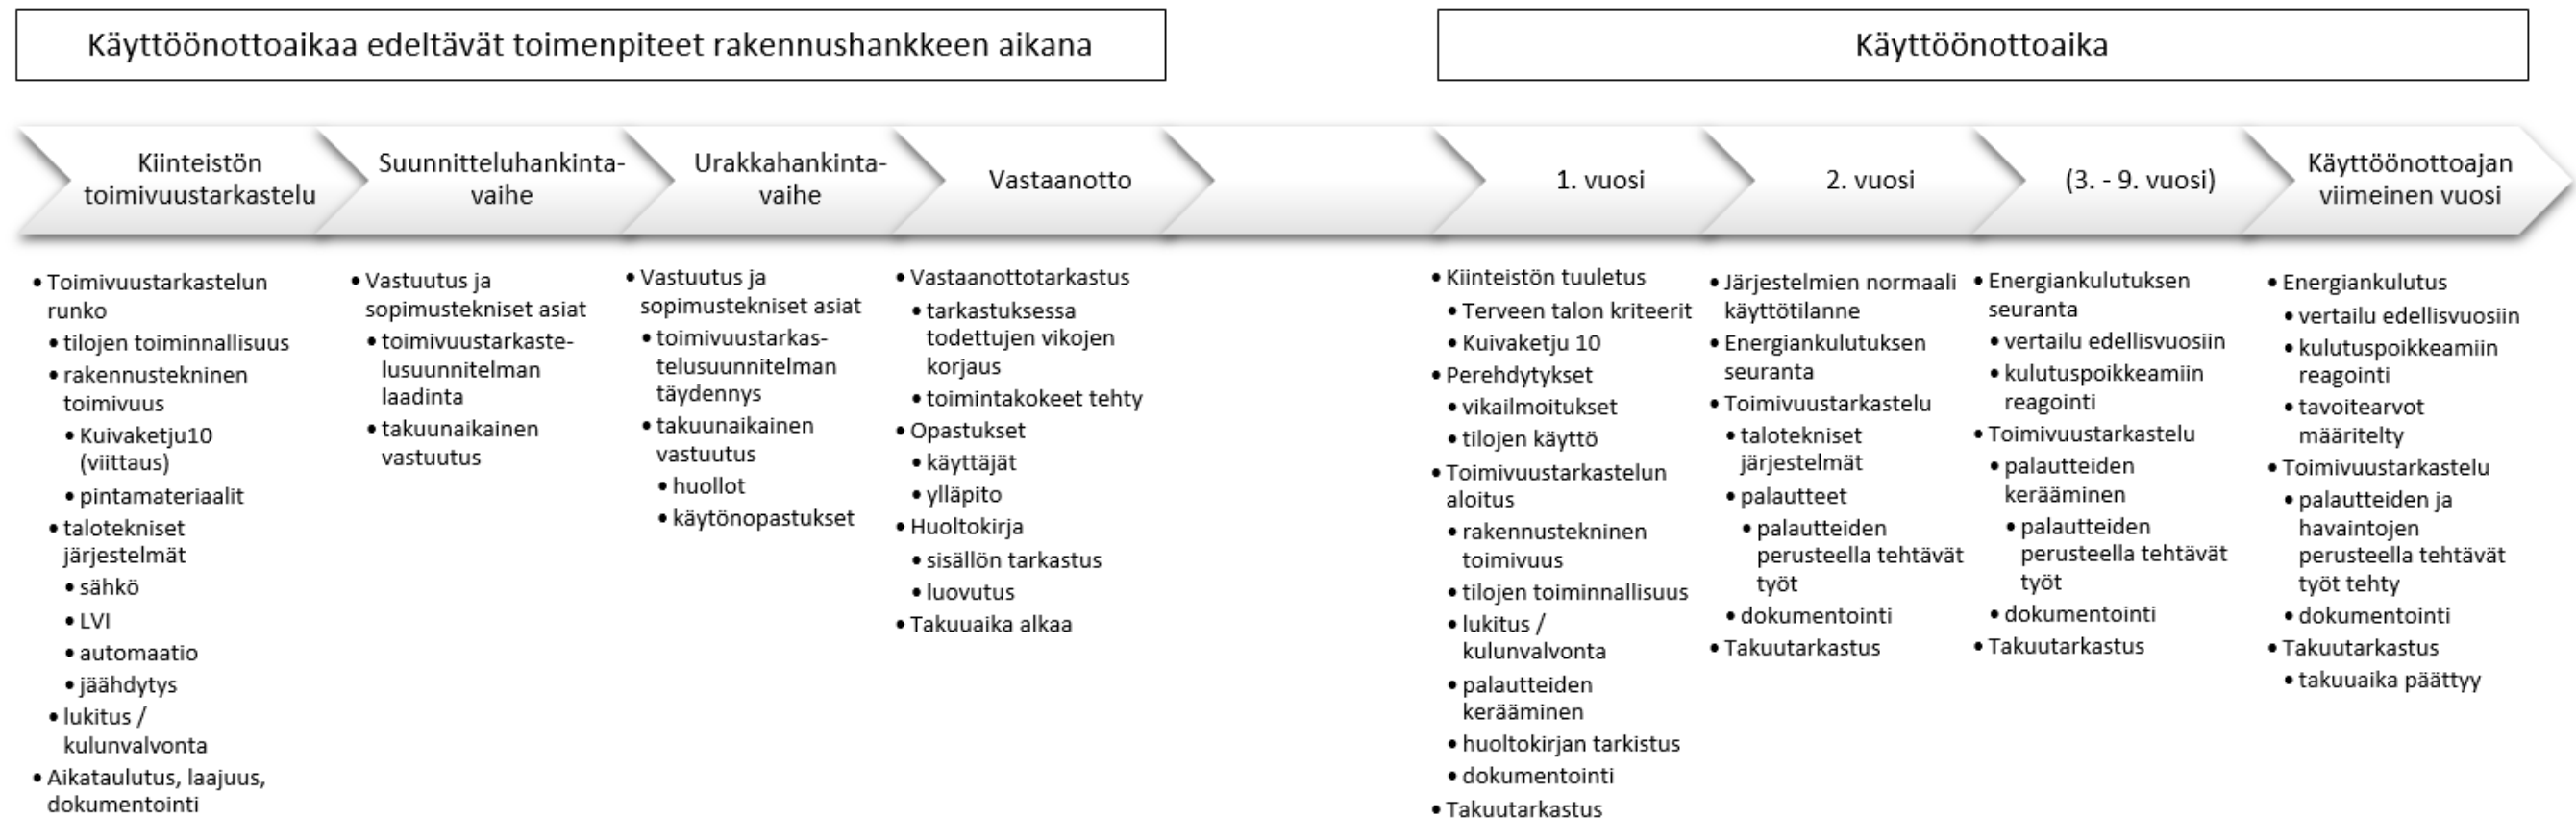 Käyttöönottoaikaa edeltävät toimenpiteet rakennushankkeen aikana
Käyttöönottoaika
Kiinteistön
toimivuustarkastelu
Suunnitteluhankinta-
vaihe
Urakkahankinta-
vaihe
Vastaanotto
1. vuosi
2. vuosi
(3. - 9. vuosi)
Käyttöönottoajan
viimeinen vuosi
• Toimivuustarkastelun
runko
• tilojen toiminnallisuus
• rakennustekninen
toimivuus
• Kuivaketju10
(viittaus)
• pintamateriaalit
• talotekniset
järjestelmät
• sähkö
• LVI
• automaatio
• jäähdytys
• lukitus /
kulunvalvonta
• Aikataulutus, laajuus,
dokumentointi
• Vastuutus ja
sopimustekniset asiat
• toimivuustarkaste-
lusuunnitelman
laadinta
• takuunaikainen
vastuutus
• Vastuutus ja
sopimustekniset asiat
• toimivuustarkas-
telusuunnitelman
täydennys
• takuunaikainen
vastuutus
• huollot
• käytönopastukset
• Vastaanottotarkastus
• tarkastuksessa
todettujen vikojen
korjaus
• toimintakokeet tehty
• Opastukset
• käyttäjät
• ylläpito
• Huoltokirja
• sisällön tarkastus
• luovutus
• Takuuaika alkaa
• Kiinteistön tuuletus
• Terveen talon kriteerit
• Kuivaketju 10
• Perehdytykset
• vikailmoitukset
• tilojen käyttö
• Toimivuustarkastelun
aloitus
• rakennustekninen
toimivuus
• tilojen toiminnallisuus
• lukitus /
kulunvalvonta
• palautteiden
kerääminen
• huoltokirjan tarkistus
• dokumentointi
• Takuutarkastus
• Järjestelmien normaali
käyttötilanne
• Energiankulutuksen
seuranta
• Toimivuustarkastelu
• talotekniset
järjestelmät
• palautteet
• palautteiden
perusteella tehtävät
työt
• dokumentointi
• Takuutarkastus
• Energiankulutuksen
seuranta
• vertailu edellisvuosiin
• kulutuspoikkeamiin
reagointi
• Toimivuustarkastelu
• palautteiden
kerääminen
• palautteiden
perusteella tehtävät
työt
• dokumentointi
• Takuutarkastus
• Energiankulutus
• vertailu edellisvuosiin
• kulutuspoikkeamiin
reagointi
• tavoitearvot
määritelty
• Toimivuustarkastelu
• palautteiden ja
havaintojen
perusteella tehtävät
työt tehty
• dokumentointi
• Takuutarkastus
• takuuaika päättyy